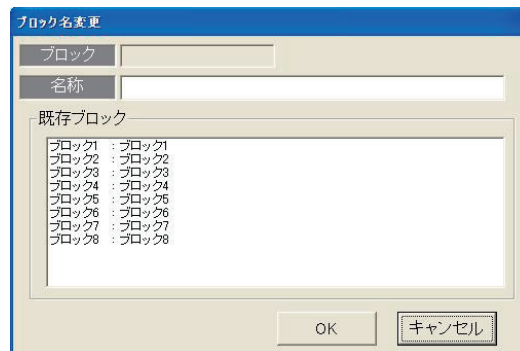 ブロック名変更
ブロック
名称
既存ブロック
ブロック1 : ブロック1
ブロック2 : ブロック2
ブロック3 : ブロック3
ブロック4 : ブロック4
ブロック5 : ブロック5
ブロック6 : ブロック6
ブロック7 : ブロック7
ブロック8 : ブロック8
OK キャンセル